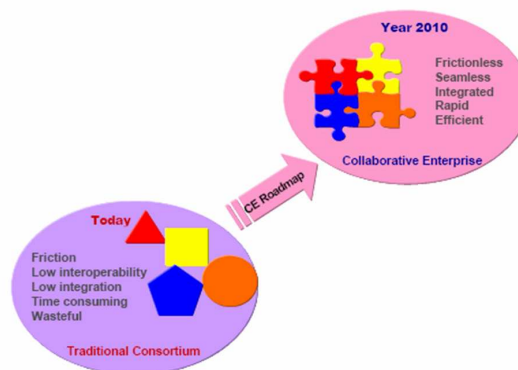 Year 2010
Frictionless
Seamless
Integrated
Rapid
Efficient
Collaborative Enterprise
CE Roadmap
Today
Friction
Low interoperability
Low integration
Time consuming
Wasteful
Traditional Consortium